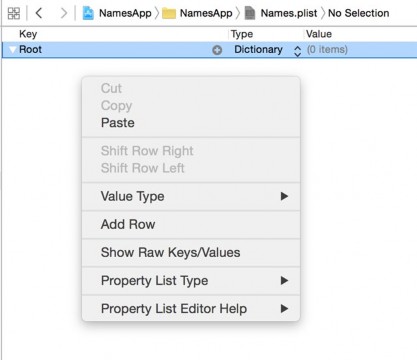 NamesApp NamesApp Names.plist No Selection
Key Type Value
Root Dictionary (0 items)
Cut
Copy
Paste
Shift Row Right
Shift Row Left
Value Type
Add Row
Show Raw Keys/Values
Property List Type
Property List Editor Help